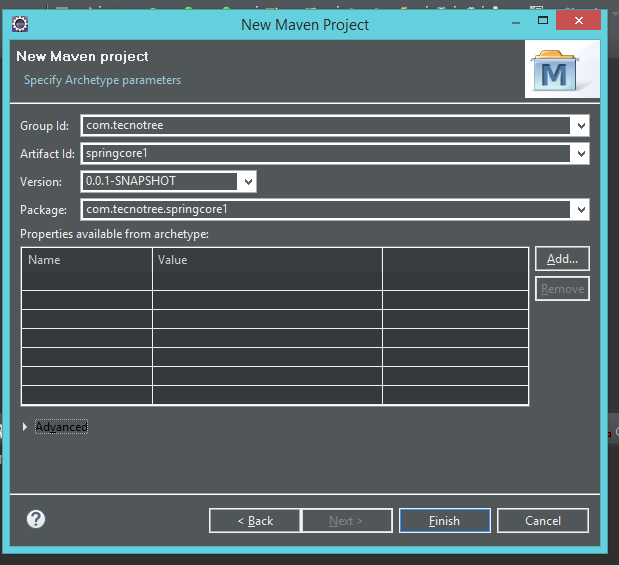 New Maven Project
New Maven project
Specify Archetype parameters
M
Group Id: com.tecnotree
Artifact Id: springcore1
Version: 0.0.1-SNAPSHOT
Package: com.tecnotree.springcore1
Properties available from archetype:
Name Value
Add...
Remove
Advanced
? < Back Next > Finish Cancel